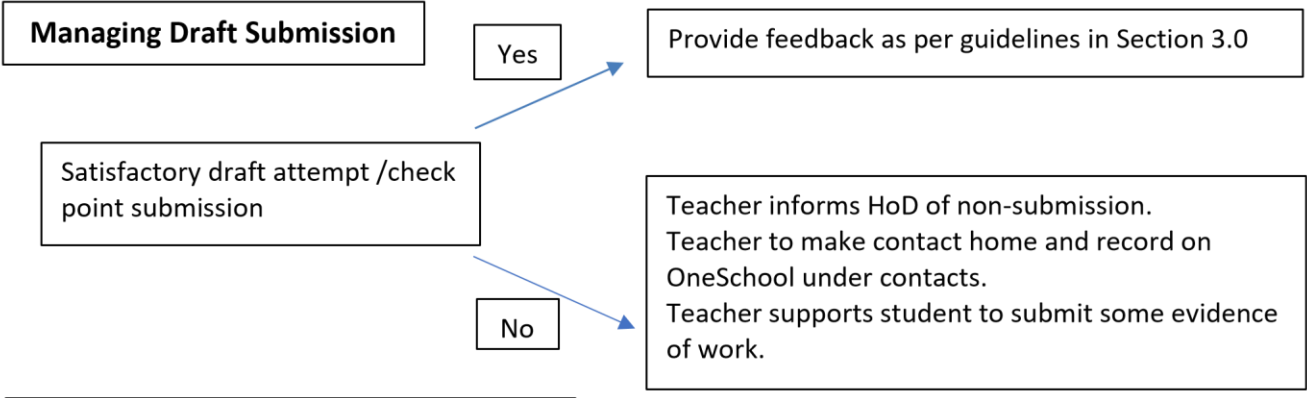 Managing Draft Submission
Yes
Provide feedback as per guidelines in Section 3.0
Satisfactory draft attempt /check
point submission
Teacher informs HoD of non-submission.
Teacher to make contact home and record on
OneSchool under contacts.
Teacher supports student to submit some evidence
of work.
No